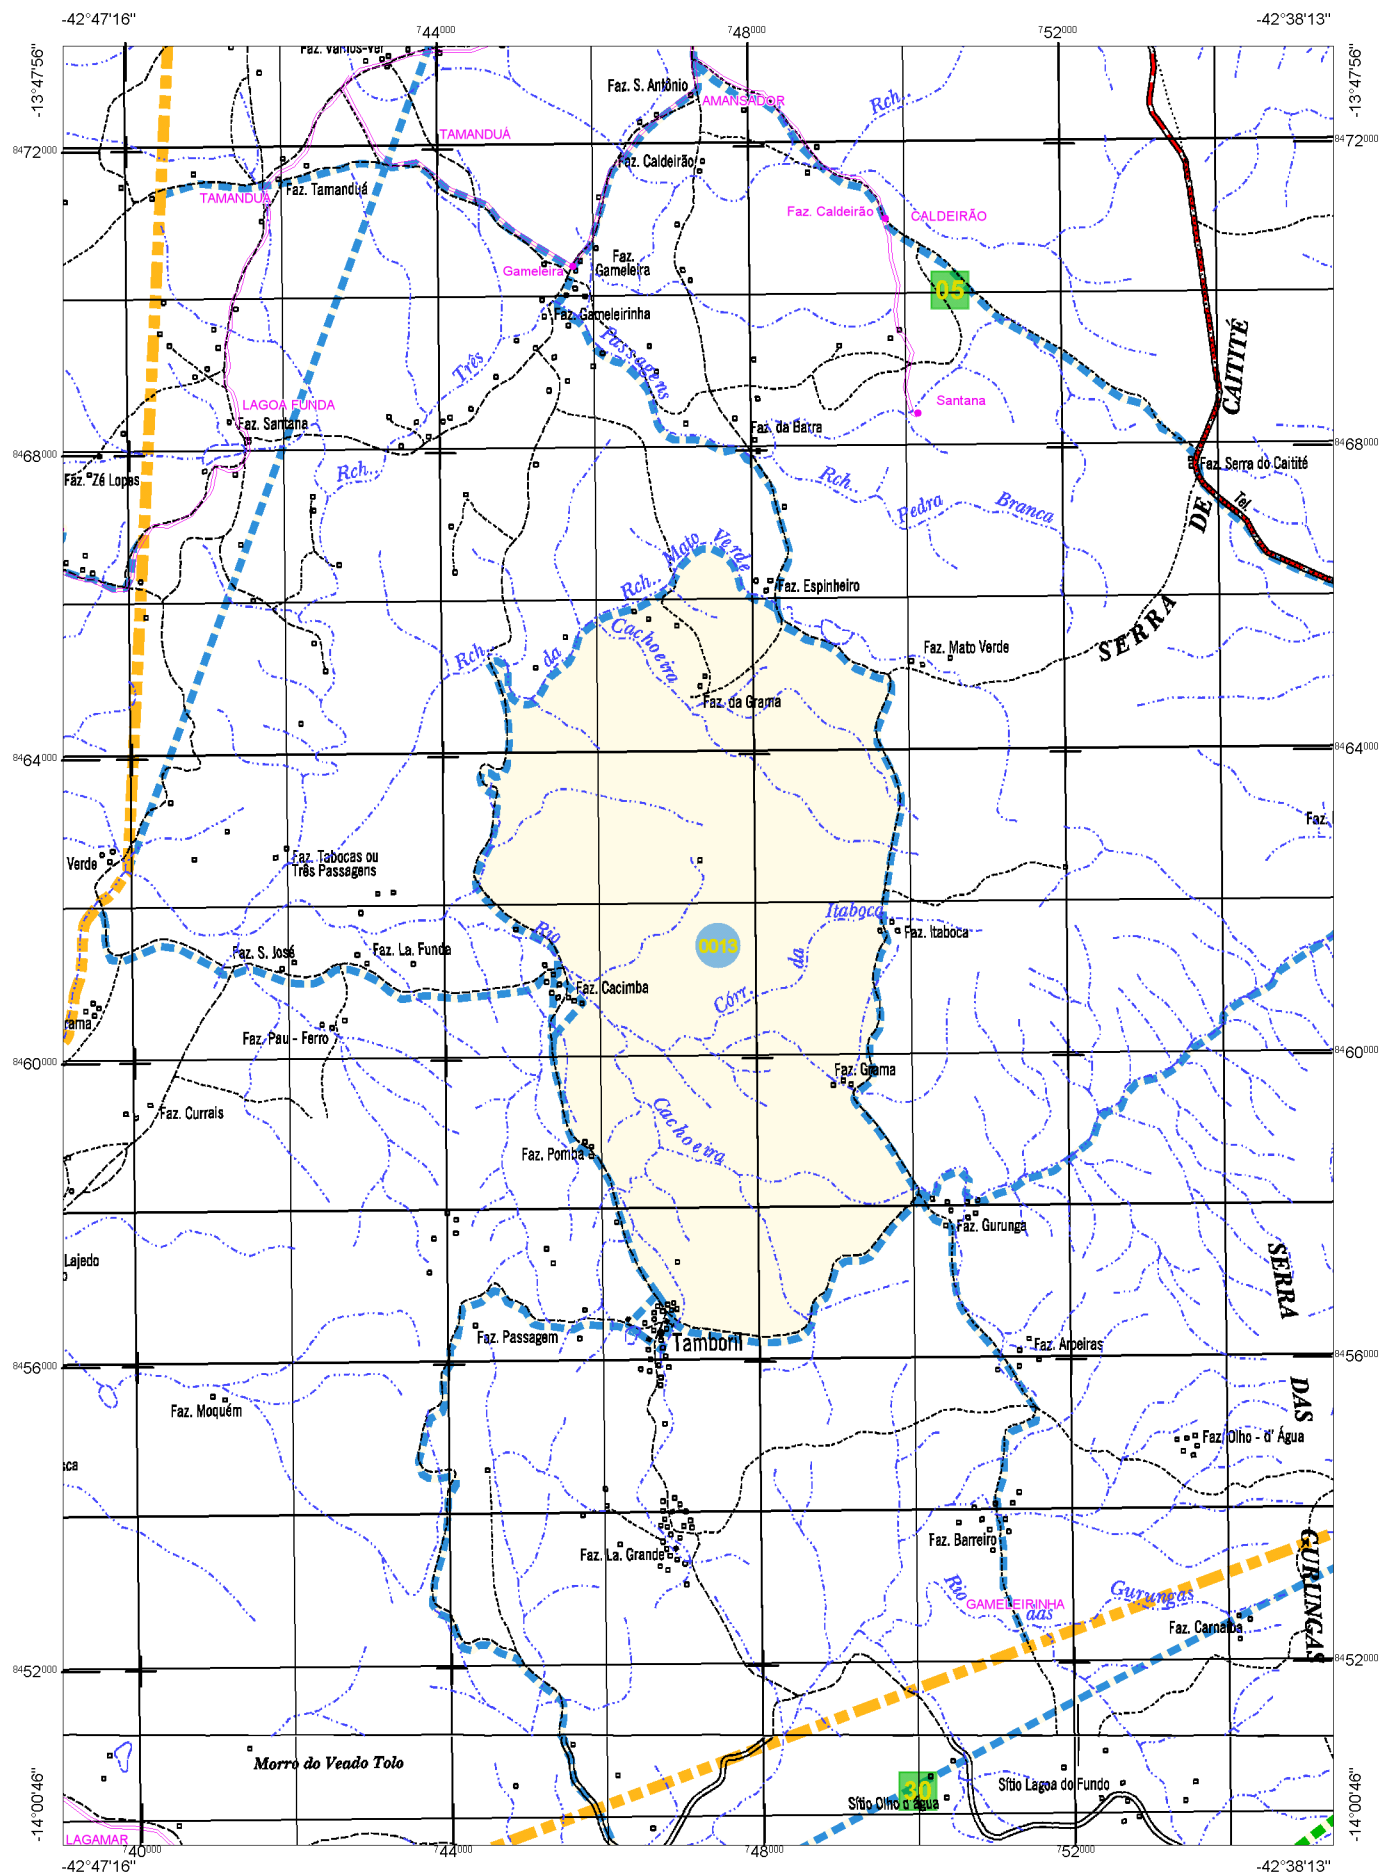 -42°47'16"
-42°38'13"
744000
748000
752000
-13°47'56"
-13°47'56"
Faz. S. Antônio
AMANSADOR
Rch.
TAMANDUÁ
8472000
8472000
Faz. Caldeirão
Faz. Tamanduá
TAMANDUÁ
Faz. Caldeirão
CALDEIRÃO
Faz.
Gameleira
Gameleira
05
Faz. Gameleirinha
Passagens
Três
CAITITÉ
LAGOA FUNDA
Santana
Faz. Santana
Faz. da Barra
8468000
8468000
Faz. Serra do Caitité
Faz. Zé Lopes
Rch.
Rch.
Pedra
Branca
Tel.
DE
Mato
Verde
Rch.
Faz. Espinheiro
SERRA
Cachoeira
Rch.
da
Faz. Mato Verde
Faz. da Grama
8464000
8464000
Faz.
Verde
Faz. Tabocas ou
Três Passagens
Itaboca
Rio
Faz. Itaboca
Faz. S. José
Faz. La. Funda
0013
da
Faz. Cacimba
Córr.
rama
Faz. Pau - Ferro
8460000
8460000
Faz. Grama
Faz. Currais
Cachoeira
Faz. Pomba
Faz. Gurunga
Lajedo
SERRA
Faz. Passagem
Tamboril
Faz. Aroeiras
8456000
8456000
DAS
Faz. Moquém
Faz. Olho - d' Água
sca
Faz. Barreiro
Faz. La. Grande
GURUNGAS
Rio
Gurungas
GAMELEIRINHA
Faz. Carnaíba
8452000
8452000
Morro do Veado Tolo
30
Sítio Lagoa do Fundo
Sítio Olho d água
-14°00'46"
-14°00'46"
LAGAMAR
740000
744000
748000
752000
-42°47'16"
-42°38'13"